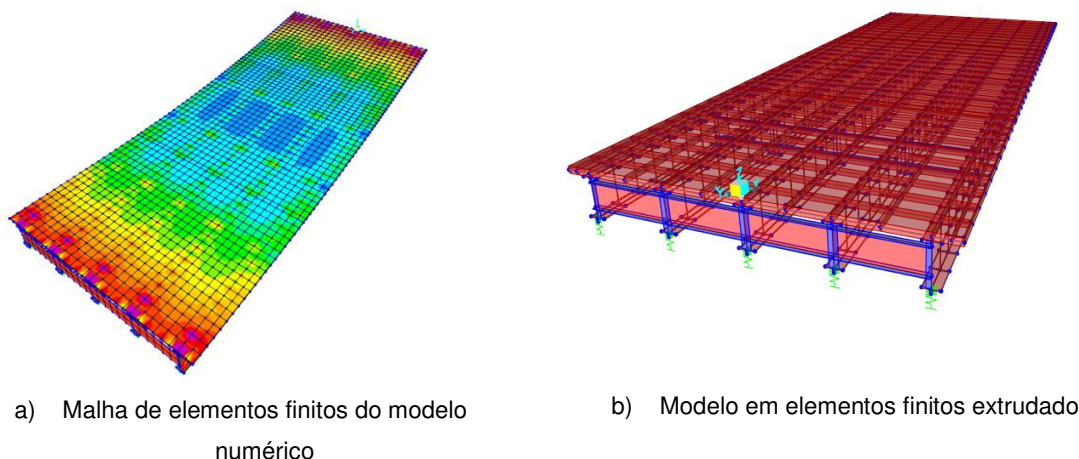 a) Malha de elementos finitos do modelo
numérico
b) Modelo em elementos finitos extrudado